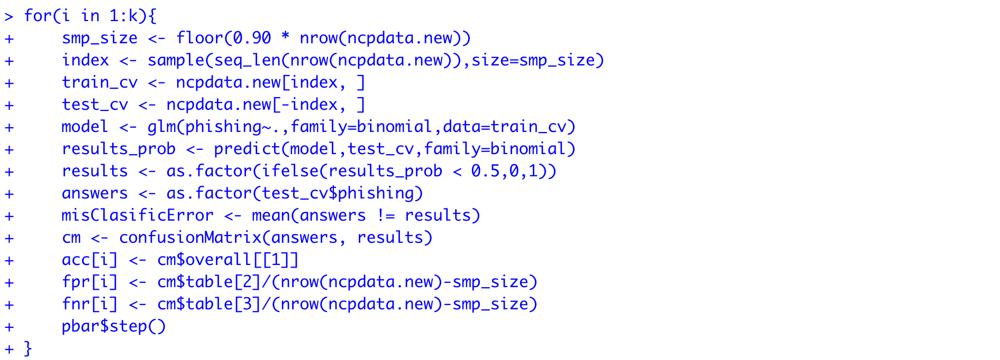 > for(i in 1:k){
+     smp_size <- floor(0.90 * nrow(ncpdata.new))
+     index <- sample(seq_len(nrow(ncpdata.new)),size=smp_size)
+     train_cv <- ncpdata.new[index, ]
+     test_cv <- ncpdata.new[-index, ]
+     model <- glm(phishing~.,family=binomial,data=train_cv)
+     results_prob <- predict(model,test_cv,family=binomial)
+     results <- as.factor(ifelse(results_prob < 0.5,0,1))
+     answers <- as.factor(test_cv$phishing)
+     misClasificError <- mean(answers != results)
+     cm <- confusionMatrix(answers, results)
+     acc[i] <- cm$overall[[1]]
+     fpr[i] <- cm$table[2]/(nrow(ncpdata.new)-smp_size)
+     fnr[i] <- cm$table[3]/(nrow(ncpdata.new)-smp_size)
+     pbar$step()
+ }